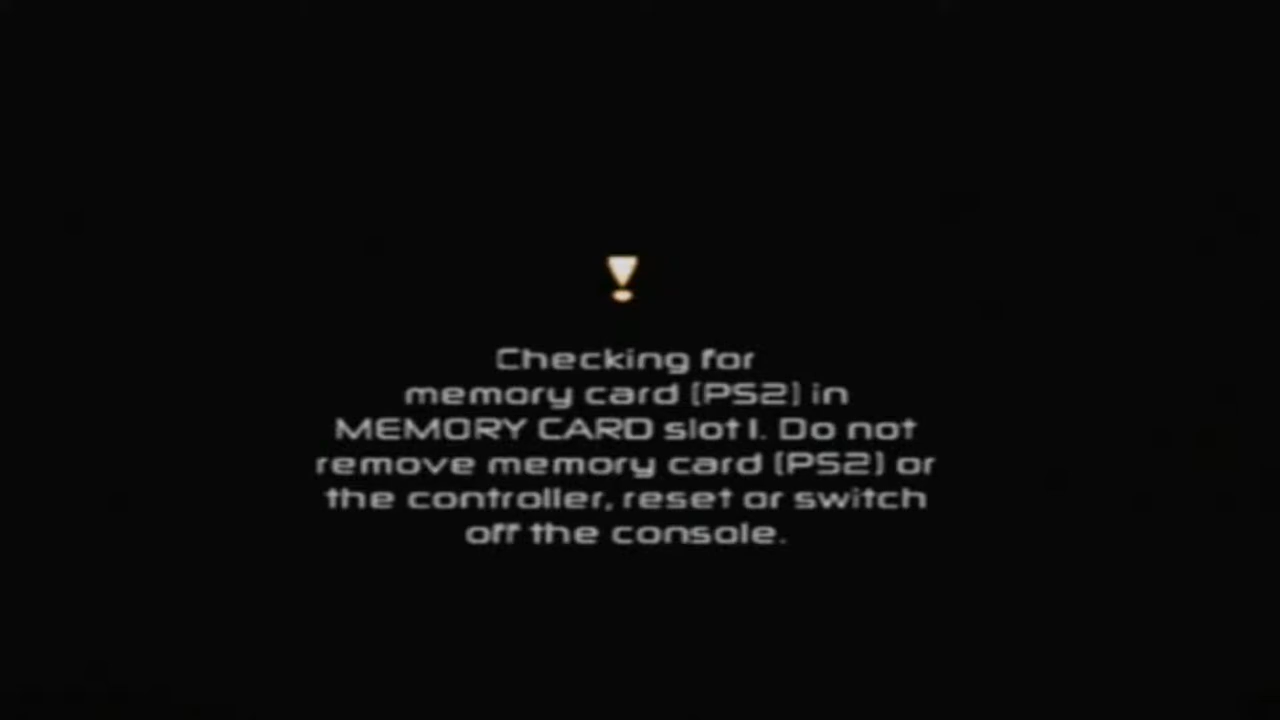 !
Checking for
memory card (PS2) in
MEMORY CARD slot 1. Do not
remove memory card (PS2) or
the controller, reset or switch
off the console.